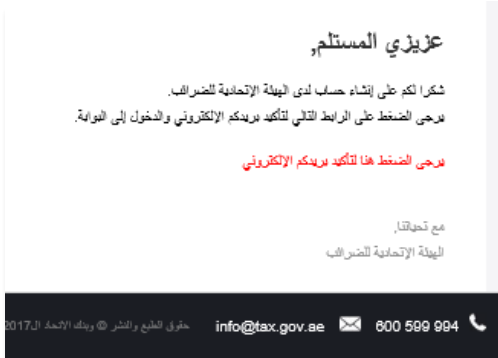 عزيزي المستلم,
شكرا لكم على إنشاء حساب لدى الهيئة الإتحادية للضرائب.
يرجى الضغط على الرابط التالي لتأكيد بريدكم الإلكتروني والدخول إلى البوابة.
يرجى الضغط هنا لتأكيد بريدكم الإلكتروني
مع تحياتنا,
الهيئة الإتحادية للضرائب
600 599 994 info@tax.gov.ae حقوق الطبع والنشر © وبنك الاتحاد ال2017